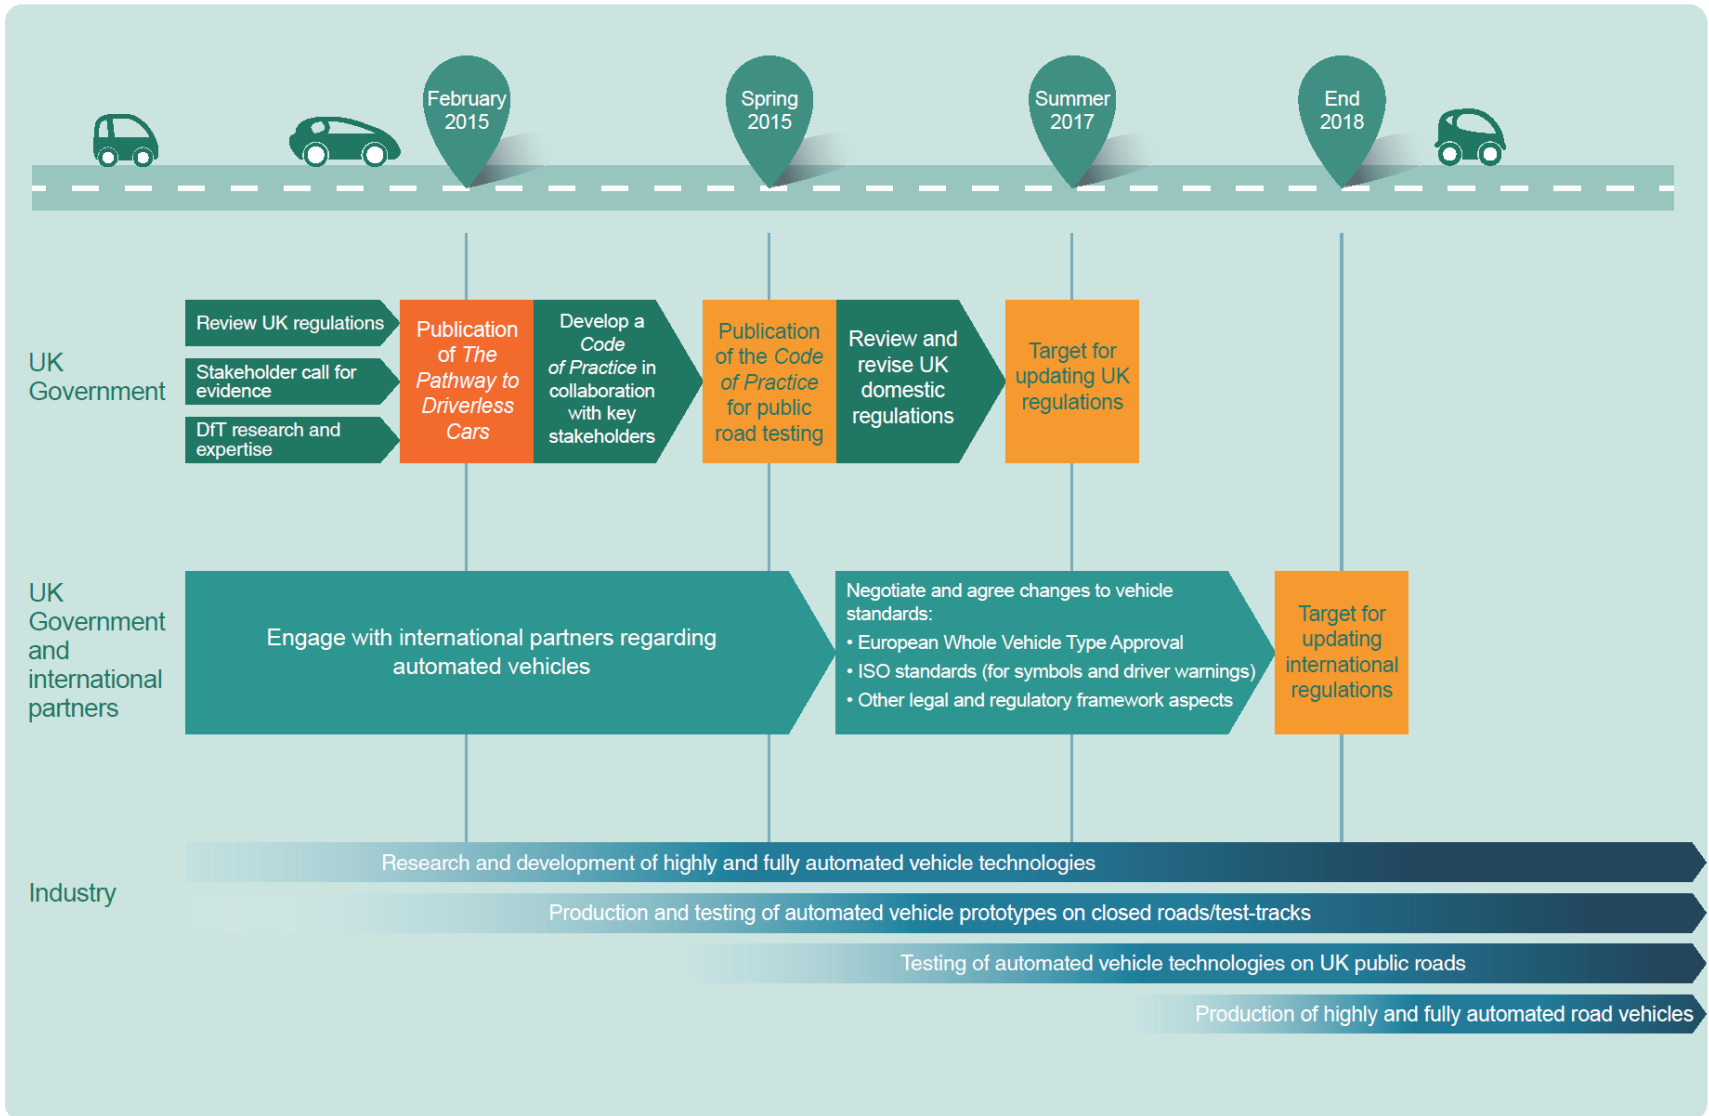 February
2015
Spring
2015
Summer
2017
End
2018
UK
Government
Review UK regulations
Stakeholder call for
evidence
DfT research and
expertise
Publication
of The
Pathway to
Driverless
Cars
Develop a
Code
of Practice in
collaboration
with key
stakeholders
Publication
of the Code
of Practice
for public
road testing
Review and
revise UK
domestic
regulations
Target for
updating UK
regulations
UK
Government
and
international
partners
Engage with international partners regarding
automated vehicles
Negotiate and agree changes to vehicle
standards:
• European Whole Vehicle Type Approval
• ISO standards (for symbols and driver warnings)
• Other legal and regulatory framework aspects
Target for
updating
international
regulations
Industry
Research and development of highly and fully automated vehicle technologies
Production and testing of automated vehicle prototypes on closed roads/test-tracks
Testing of automated vehicle technologies on UK public roads
Production of highly and fully automated road vehicles